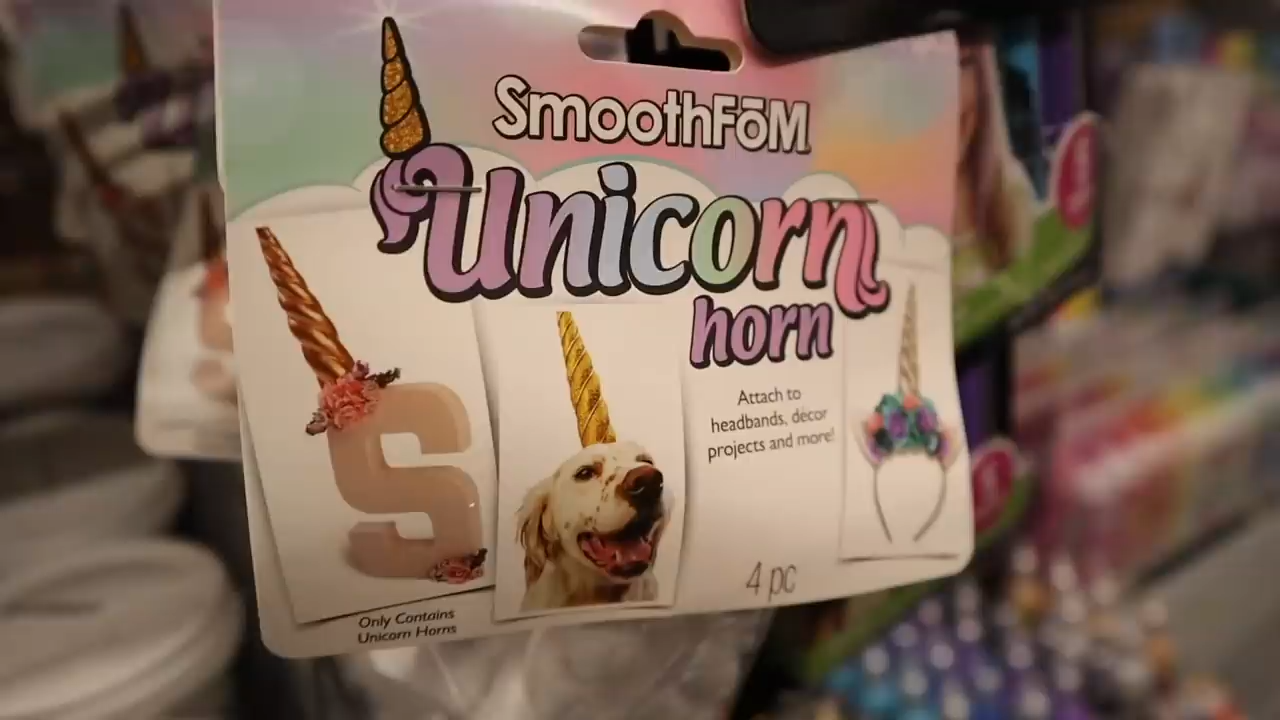 SmoothFōM
Unicorn
horn
Attach to
headbands, décor
projects and more!
S
4 pc
Only Contains
Unicorn Horns